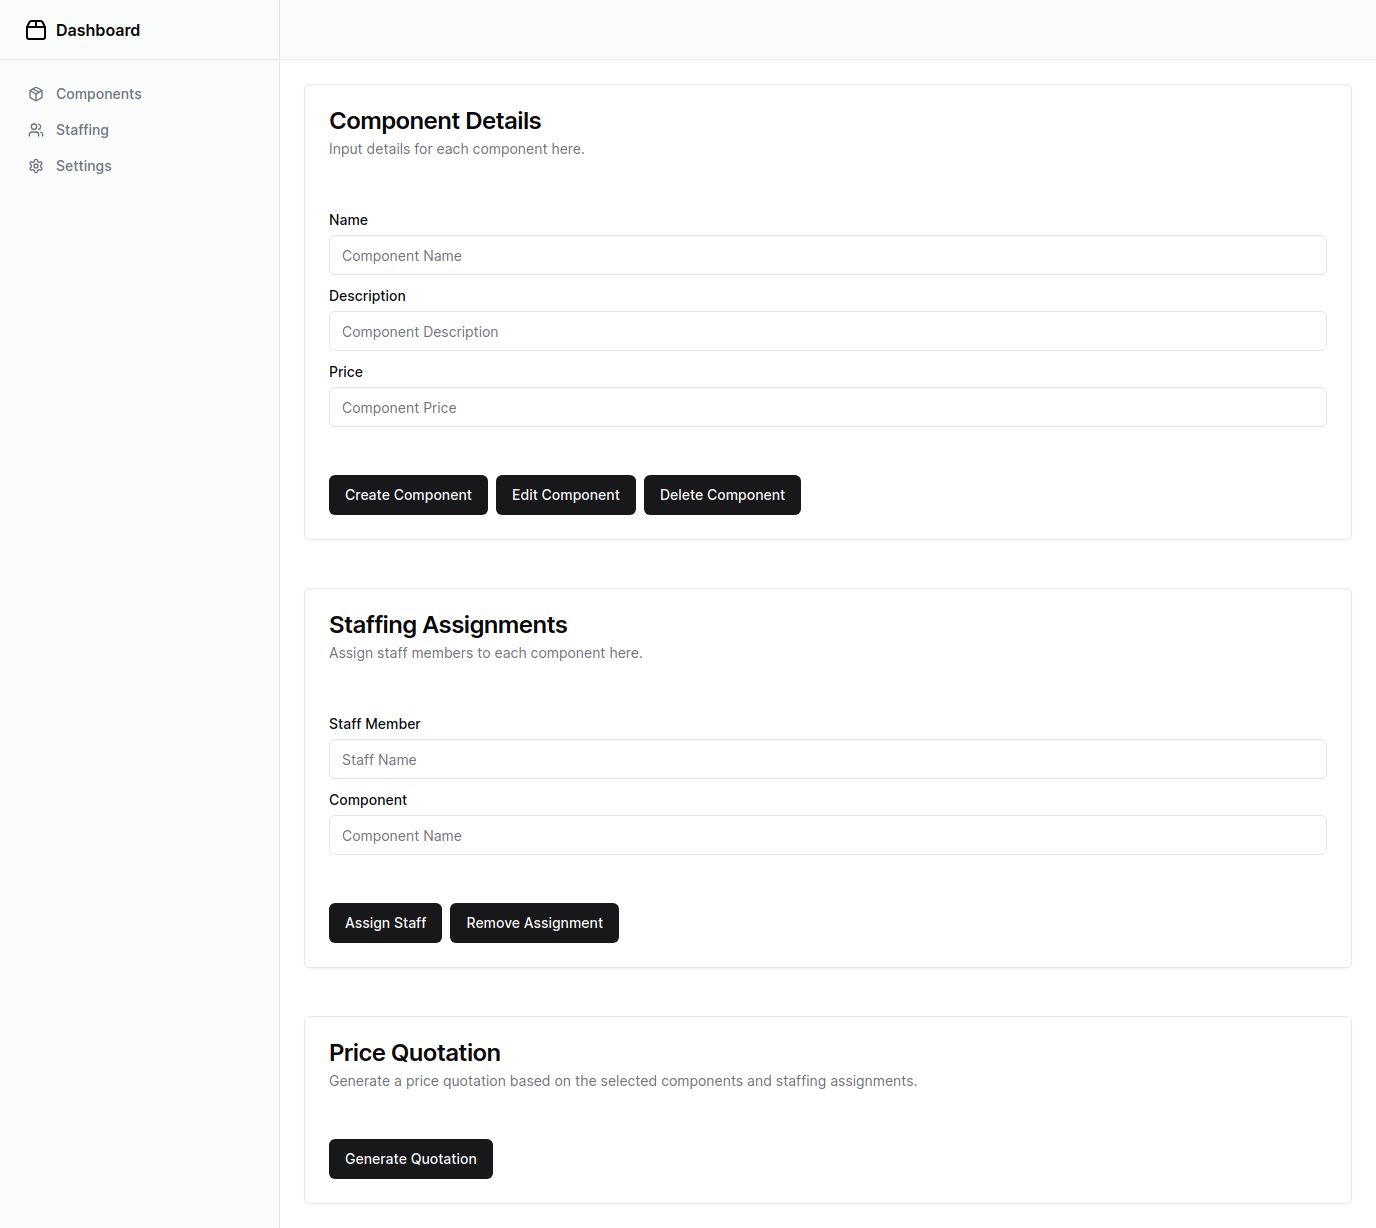 Dashboard
Components
Staffing
Settings
Component Details
Input details for each component here.
Name
Component Name
Description
Component Description
Price
Component Price
Create Component
Edit Component
Delete Component
Staffing Assignments
Assign staff members to each component here.
Staff Member
Staff Name
Component
Component Name
Assign Staff
Remove Assignment
Price Quotation
Generate a price quotation based on the selected components and staffing assignments.
Generate Quotation